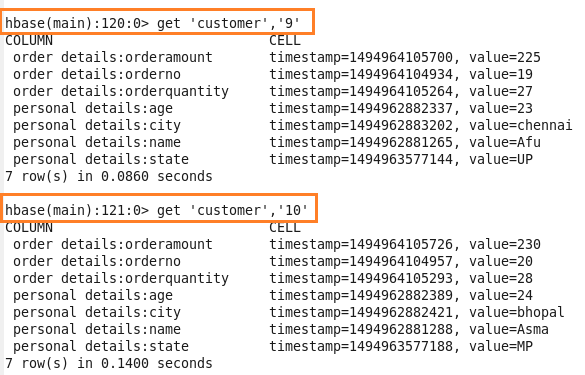 hbase(main):120:0> get 'customer','9'
COLUMN CELL
order details:orderamount timestamp=1494964105700, value=225
order details:orderno timestamp=1494964104934, value=19
order details:orderquantity timestamp=1494964105264, value=27
personal details:age timestamp=1494962882337, value=23
personal details:city timestamp=1494962883202, value=chennai
personal details:name timestamp=1494962881265, value=Afu
personal details:state timestamp=1494963577144, value=UP
7 row(s) in 0.0860 seconds
hbase(main):121:0> get 'customer','10'
COLUMN CELL
order details:orderamount timestamp=1494964105726, value=230
order details:orderno timestamp=1494964104957, value=20
order details:orderquantity timestamp=1494964105293, value=28
personal details:age timestamp=1494962882389, value=24
personal details:city timestamp=1494962882421, value=bhopal
personal details:name timestamp=1494962881288, value=Asma
personal details:state timestamp=1494963577188, value=MP
7 row(s) in 0.1400 seconds